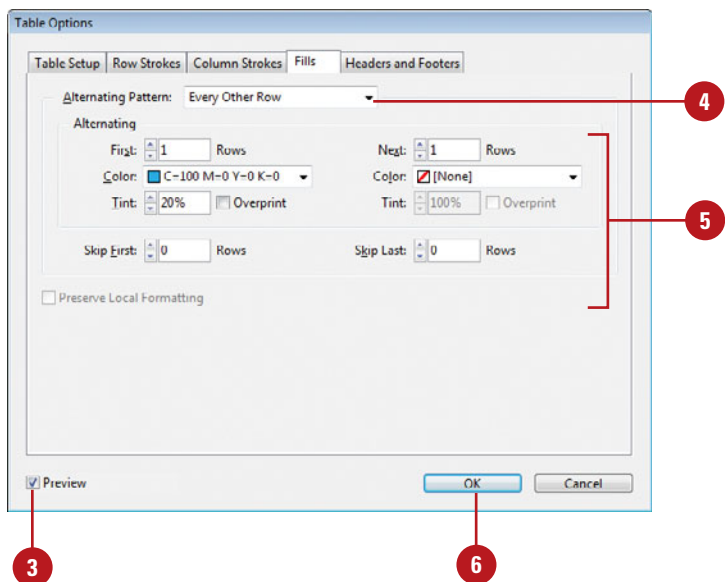 Table Options
Table Setup Row Strokes Column Strokes Fills Headers and Footers
Alternating Pattern: Every Other Row
4
Alternating
First: 1 Rows Next: 1 Rows
Color: C=100 M=0 Y=0 K=0 Color: [None]
Tint: 20% Overprint Tint: 100% Overprint
5
Skip First: 0 Rows Skip Last: 0 Rows
Preserve Local Formatting
Preview OK Cancel
3 6